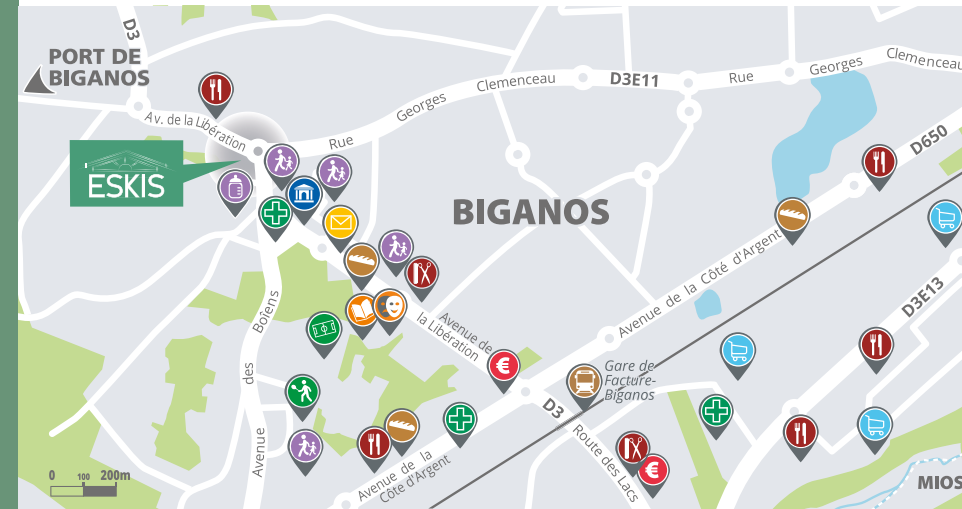 D3
PORT DE
BIGANOS
Av. de la Libération
Rue
Georges
Clemenceau
D3E11
Rue
Georges
Clemenceau
D650
ESKIS
BIGANOS
Avenue de la Côté d'Argent
D3E13
Avenue de
la Libération
Avenue
des
Boïens
€
Gare de
Facture-
Biganos
D3
Route des Lacs
€
Avenue de la
Côte d'Argent
0 100 200m
MIOS